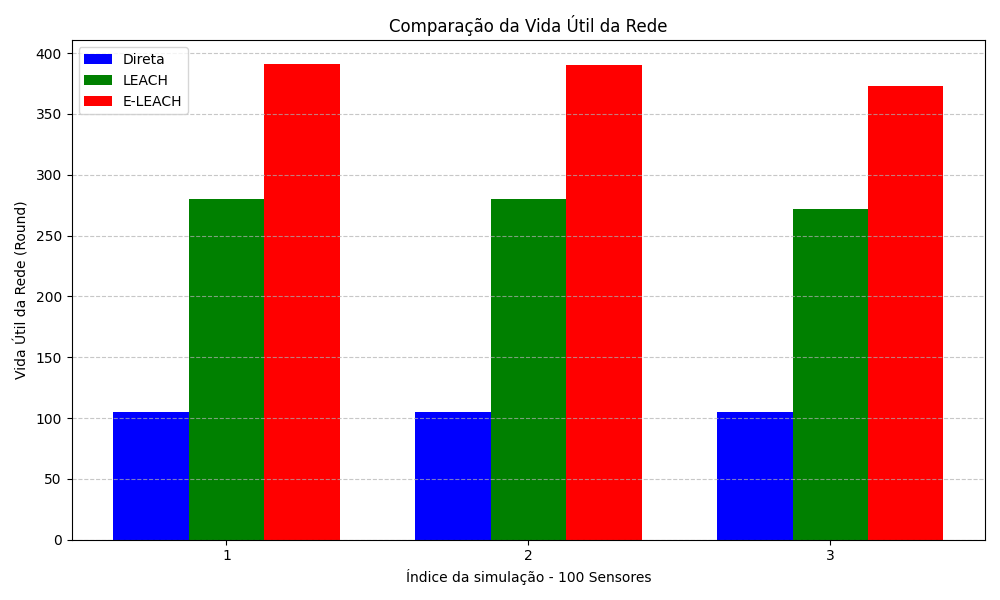 Comparação da Vida Útil da Rede
Direta
LEACH
E-LEACH
Vida Útil da Rede (Round)
400
350
300
250
200
150
100
50
0
1
2
3
Índice da simulação - 100 Sensores